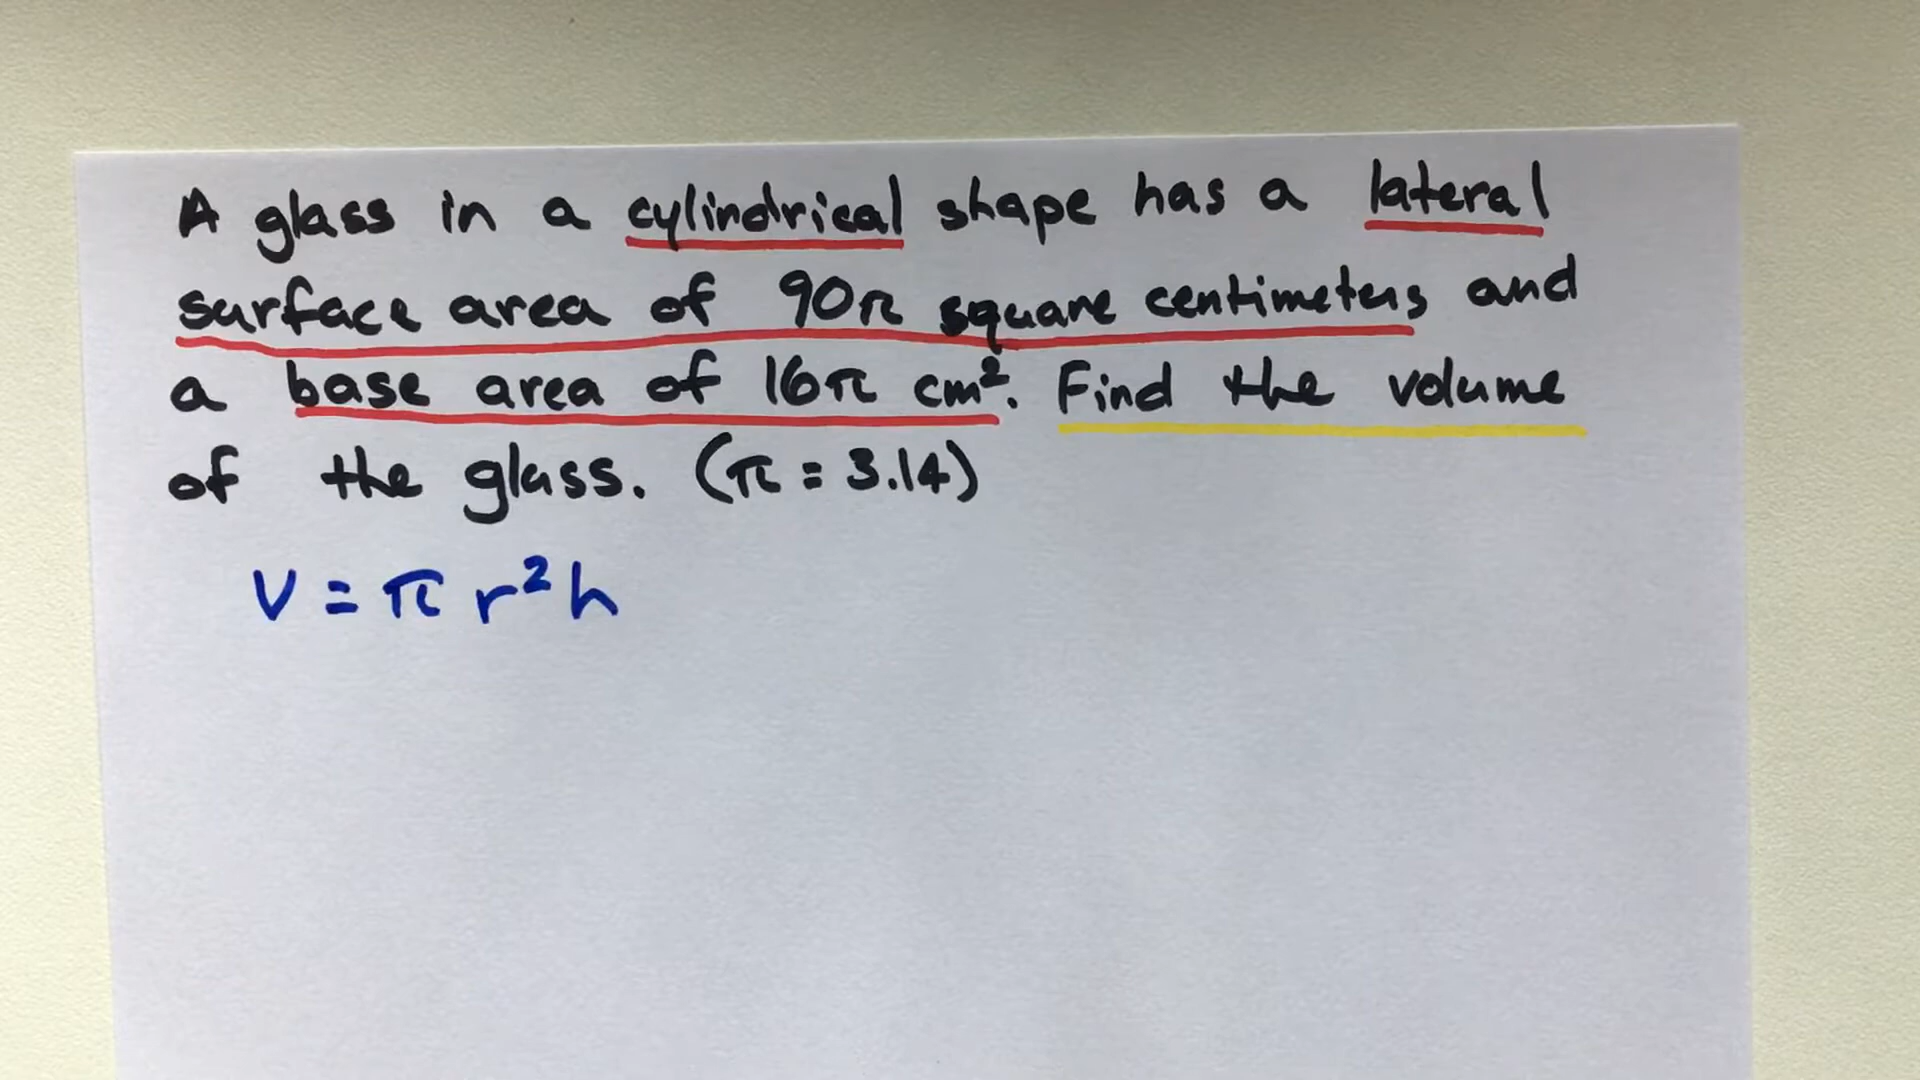 A glass in a cylindrical shape has a lateral
surface area of 90π square centimeters and
a base area of 16π cm². Find the volume
of the glass. (π = 3.14)
V = π r² h